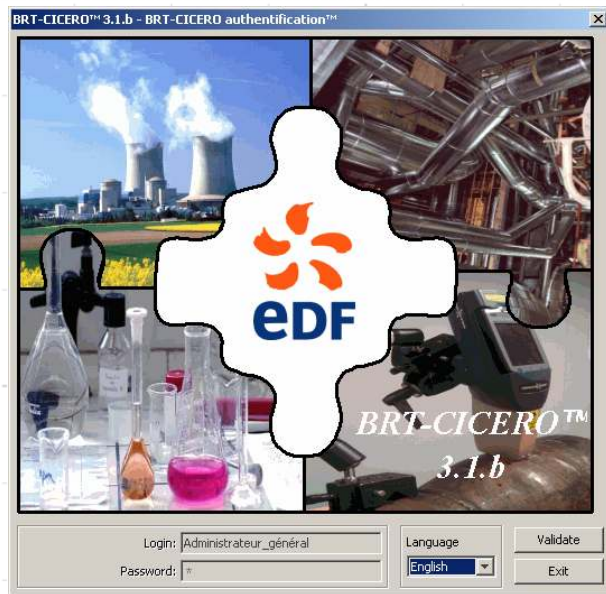 BRT-CICERO™ 3.1.b - BRT-CICERO authentification™
eDF
BRT-CICERO™
3.1.b
Login: Administrateur_général
Password: *
Language
English
Validate
Exit